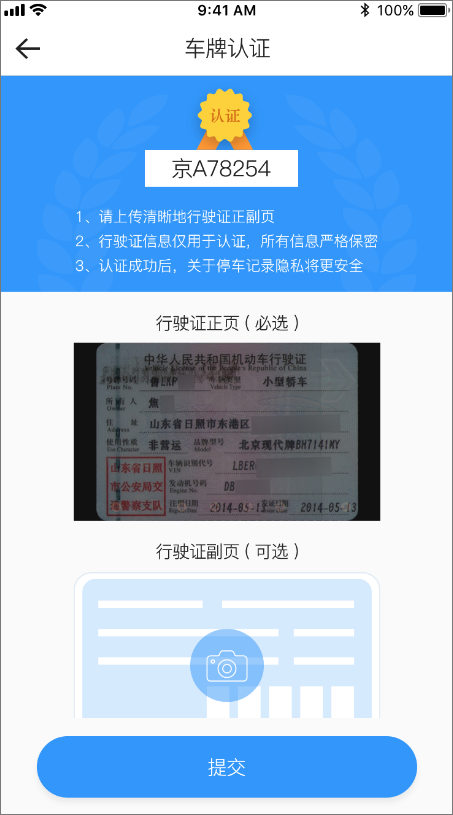 9:41 AM 100%
车牌认证
认证
京A78254
1、请上传清晰地行驶证正副页
2、行驶证信息仅用于认证，所有信息严格保密
3、认证成功后，关于停车记录隐私将更安全
行驶证正页 ( 必选 )
中华人民共和国机动车行驶证
Vehicle License of the People's Republic of China
号牌号码 车辆类型 小型轿车
Plate No. Vehicle Type
所有人 焦
Owner
住址 山东省日照市东港区
Address
使用性质 非营运 品牌型号 北京现代牌BH7141MY
Use Character Model
山东省日照 车辆识别代号 LBER
VIN
市公安局交 发动机号码 DB
Engine No.
通警察支队 注册日期 2014-05-13 发证日期 2014-05-13
行驶证副页 ( 可选 )
提交